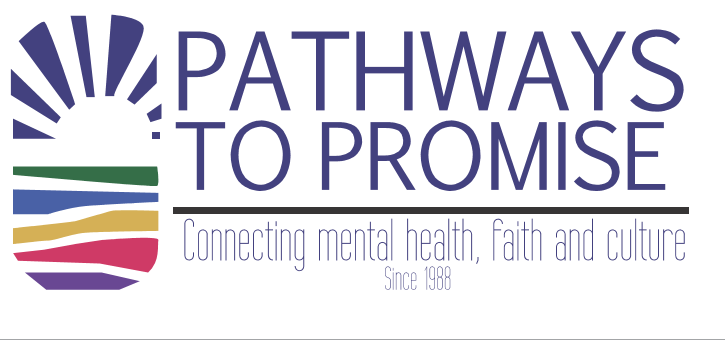 PATHWAYS
TO PROMISE
Connecting mental health, faith and culture
Since 1988